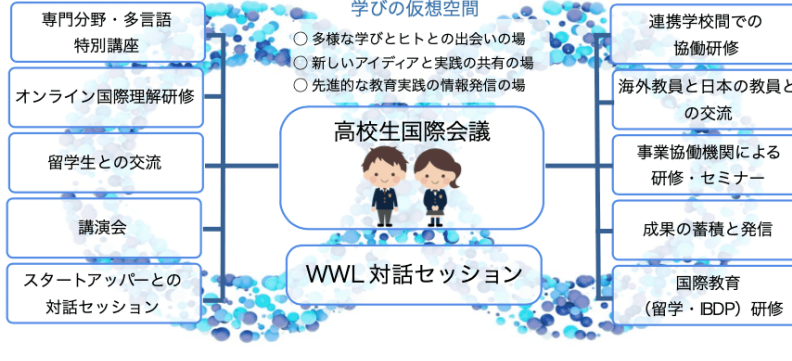 学びの仮想空間
○ 多様な学びとヒトとの出会いの場
○ 新しいアイディアと実践の共有の場
○ 先進的な教育実践の情報発信の場
専門分野・多言語
特別講座
オンライン国際理解研修
留学生との交流
講演会
スタートアッパーとの
対話セッション
高校生国際会議
WWL 対話セッション
連携学校間での
協働研修
海外教員と日本の教員と
の交流
事業協働機関による
研修・セミナー
成果の蓄積と発信
国際教育
（留学・IBDP）研修